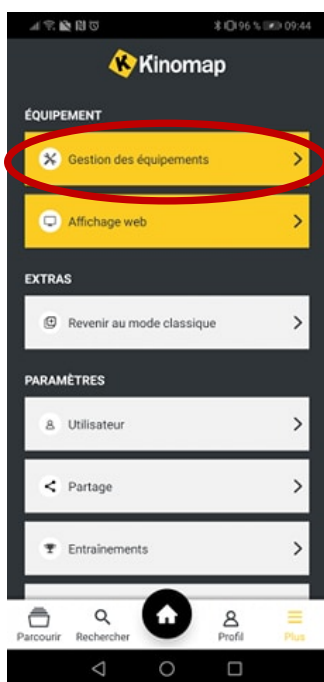 96 % 09:44
Kinomap
ÉQUIPEMENT
Gestion des équipements
Affichage web
EXTRAS
Revenir au mode classique
PARAMÈTRES
Utilisateur
Partage
Entraînements
Parcourir Rechercher Profil Plus